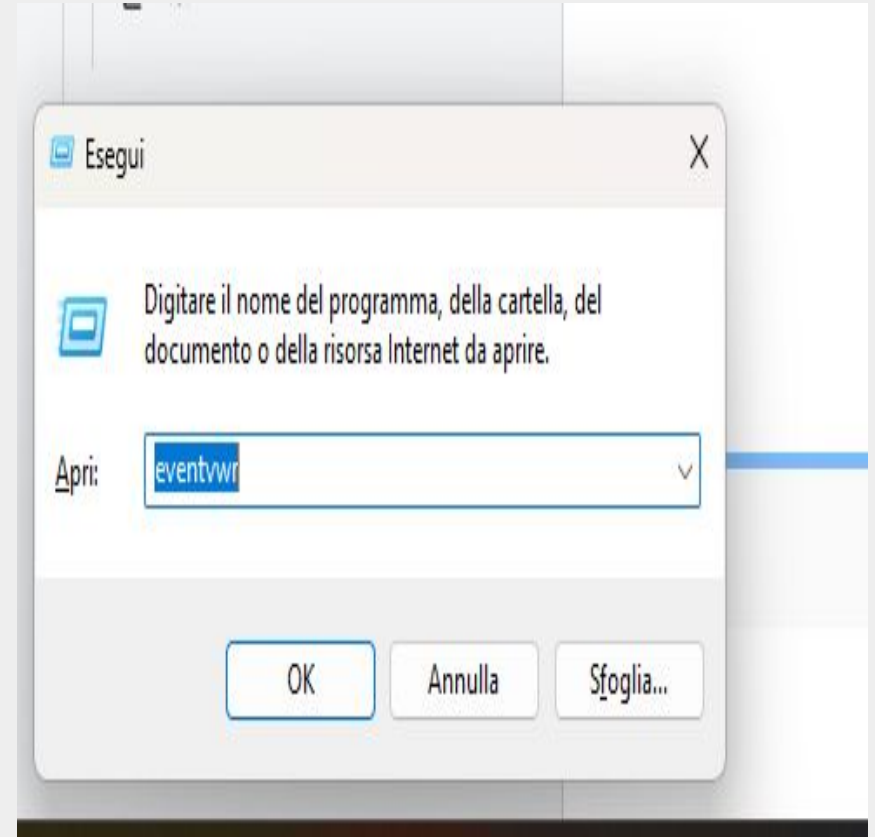 Esegui
Digitare il nome del programma, della cartella, del
documento o della risorsa Internet da aprire.
Apri: eventvwr
OK Annulla Sfoglia...